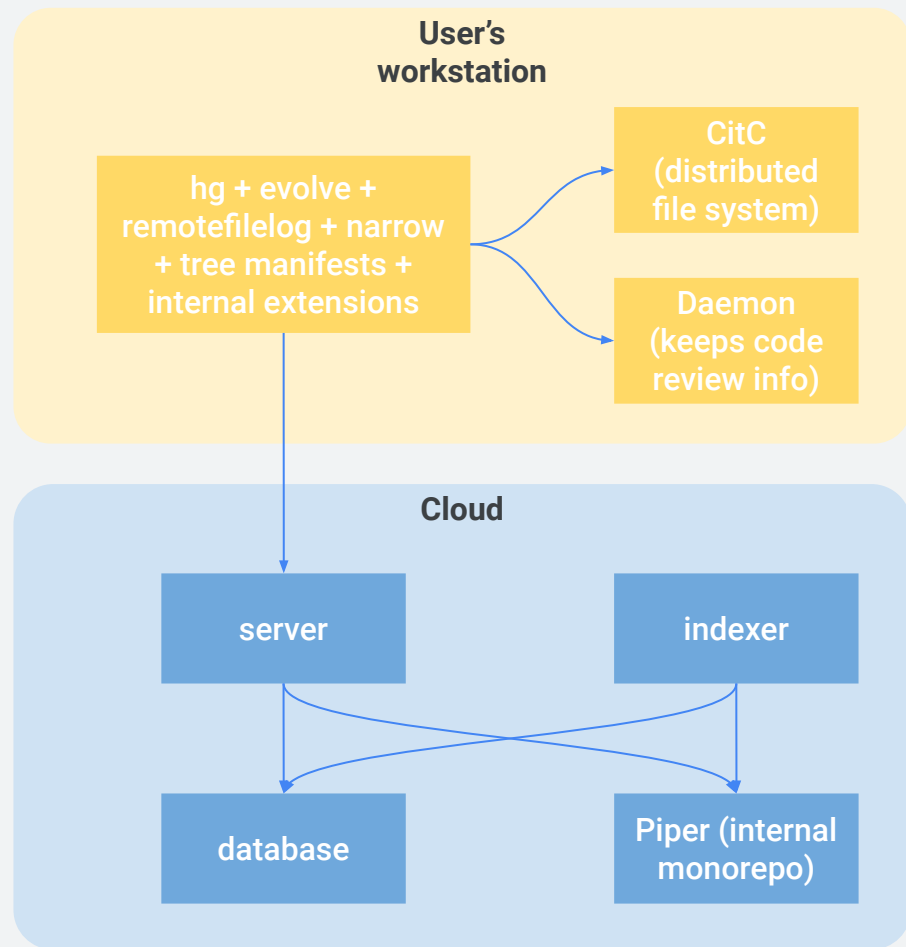 User’s
workstation
hg + evolve +
remotefilelog + narrow
+ tree manifests +
internal extensions
CitC
(distributed
file system)
Daemon
(keeps code
review info)
Cloud
server
indexer
database
Piper (internal
monorepo)